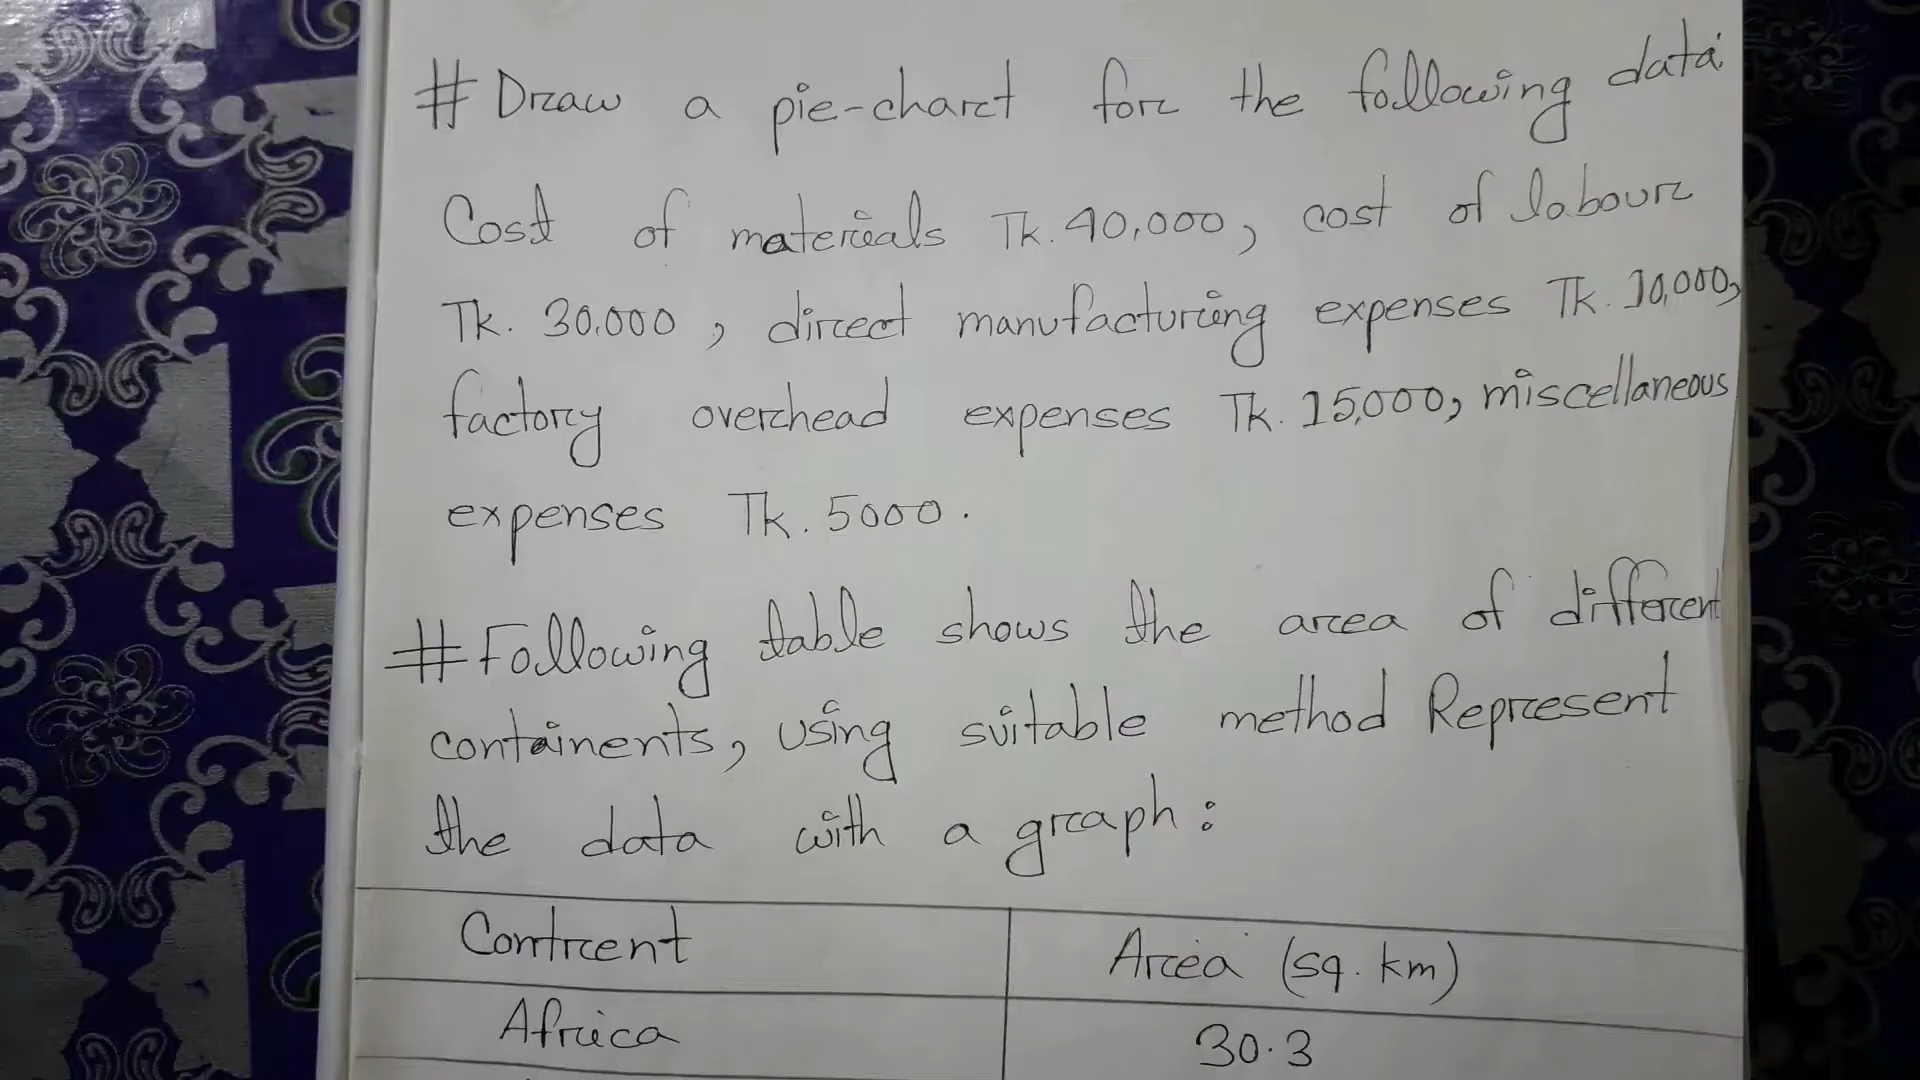 # Draw a pie-chart for the following data:
Cost of materials Tk. 40,000, cost of labour
Tk. 30,000, direct manufacturing expenses Tk. 10,000,
factory overhead expenses Tk. 15,000, miscellaneous
expenses Tk. 5000.
# Following table shows the area of different
containents, using suitable method Represent
the data with a graph:
Contrent Area (sq. km)
Africa 30.3